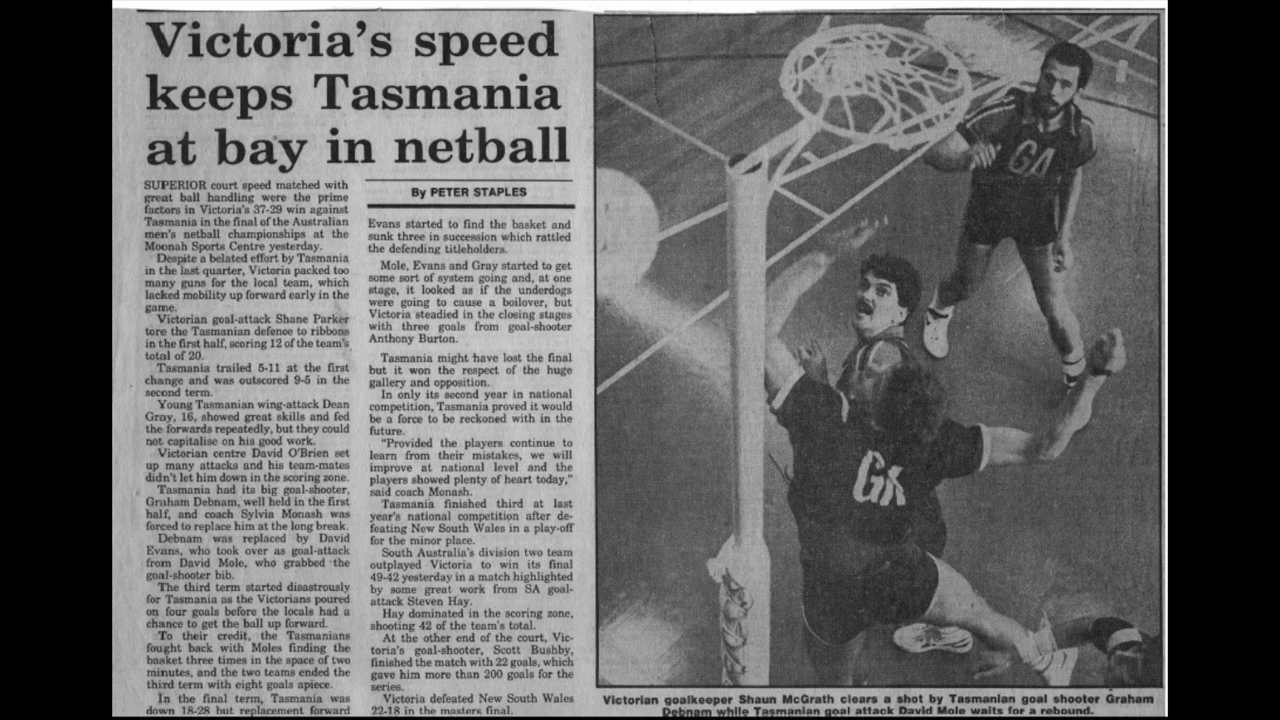 Victoria's speed
keeps Tasmania
at bay in netball
SUPERIOR court speed matched with
great ball handling were the prime
factors in Victoria's 37-29 win against
Tasmania in the final of the Australian
men's netball championships at the
Moonah Sports Centre yesterday.
Despite a belated effort by Tasmania
in the last quarter, Victoria packed too
many guns for the local team, which
lacked mobility up forward early in the
game.
Victorian goal-attack Shane Parker
tore the Tasmanian defence to ribbons
in the first half, scoring 12 of the team's
total of 20.
Tasmania trailed 5-11 at the first
change and was outscored 9-5 in the
second term.
Young Tasmanian wing-attack Dean
Gray, 16, showed great skills and fed
the forwards repeatedly, but they could
not capitalise on his good work.
Victorian centre David O'Brien set
up many attacks and his team-mates
didn't let him down in the scoring zone.
Tasmania had its big goal-shooter,
Graham Debnam, well held in the first
half, and coach Sylvia Monash was
forced to replace him at the long break.
Debnam was replaced by David
Evans, who took over as goal-attack
from David Mole, who grabbed the
goal-shooter bib.
The third term started disastrously
for Tasmania as the Victorians poured
on four goals before the locals had a
chance to get the ball up forward.
To their credit, the Tasmanians
fought back with Moles finding the
basket three times in the space of two
minutes, and the two teams ended the
third term with eight goals apiece.
In the final term, Tasmania was
down 18-28 but replacement forward
By PETER STAPLES
Evans started to find the basket and
sunk three in succession which rattled
the defending titleholders.
Mole, Evans and Gray started to get
some sort of system going and, at one
stage, it looked as if the underdogs
were going to cause a boilover, but
Victoria steadied in the closing stages
with three goals from goal-shooter
Anthony Burton.
Tasmania might have lost the final
but it won the respect of the huge
gallery and opposition.
In only its second year in national
competition, Tasmania proved it would
be a force to be reckoned with in the
future.
"Provided the players continue to
learn from their mistakes, we will
improve at national level and the
players showed plenty of heart today,"
said coach Monash.
Tasmania finished third at last
year's national competition after de-
feating New South Wales in a play-off
for the minor place.
South Australia's division two team
outplayed Victoria to win its final
49-42 yesterday in a match highlighted
by some great work from SA goal-
attack Steven Hay.
Hay dominated in the scoring zone,
shooting 42 of the team's total.
At the other end of the court, Vic-
toria's goal-shooter, Scott Bushby,
finished the match with 22 goals, which
gave him more than 200 goals for the
series.
Victoria defeated New South Wales
22-18 in the masters final.
GA
GK
Victorian goalkeeper Shaun McGrath clears a shot by Tasmanian goal shooter Graham
Debnam while Tasmanian goal attack David Mole waits for a rebound.